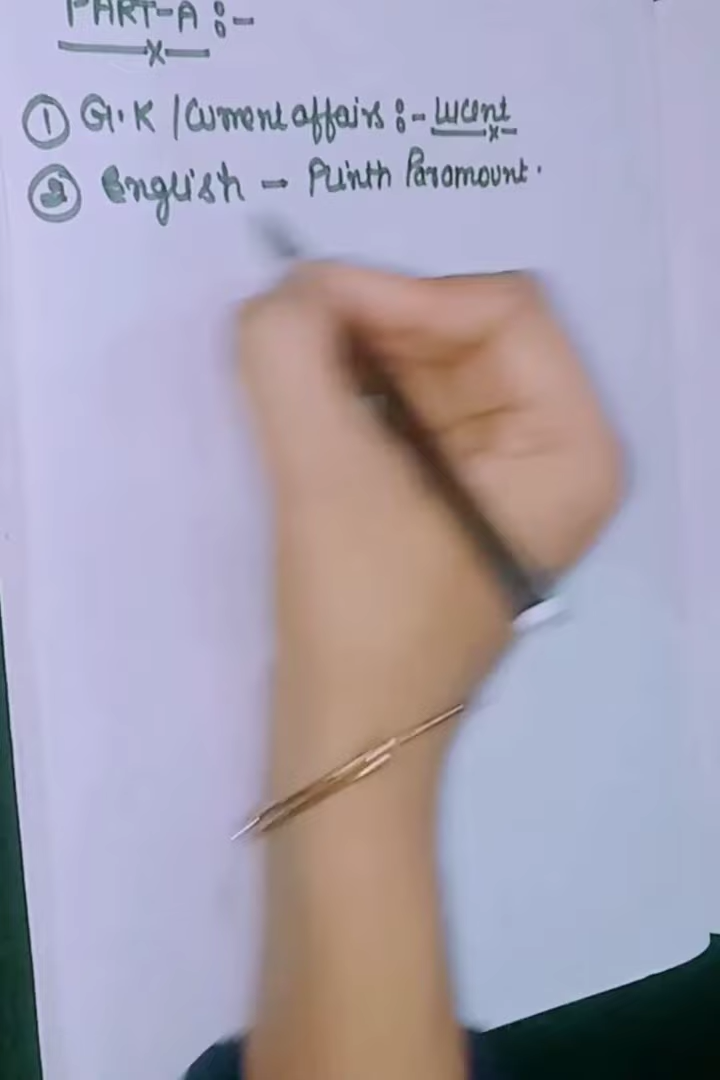 PART-A :-
① G.K / Current affairs :- Lucent
② English - Plinth Paramount.